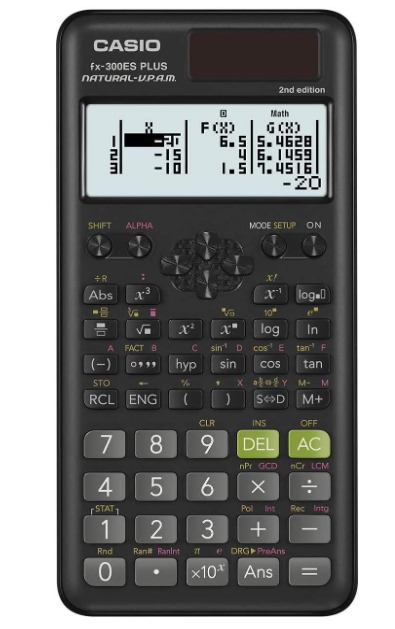 CASIO
fx-300ES PLUS
NATURAL-V.P.A.M.
2nd edition
D Math
X F(X) G(X)
1 -20 6.5 5.4628
2 -15 4 6.1459
3 -10 1.5 7.4516
-20
SHIFT ALPHA MODE SETUP ON
÷R : x!
Abs x³ x⁻¹ log
10 e
√ x² x log ln
A FACT B C sin⁻¹ D cos⁻¹ E tan⁻¹ F
(−) hyp sin cos tan
STO ← % , X Y M− M
RCL ENG ( ) S⇔D M+
CLR INS OFF
7 8 9 DEL AC
nPr GCD nCr LCM
4 5 6 × ÷
STAT Pol Int Rec Intg
1 2 3 + −
Rnd Ran# RanInt π e DRG▶ PreAns
0 • ×10ˣ Ans =